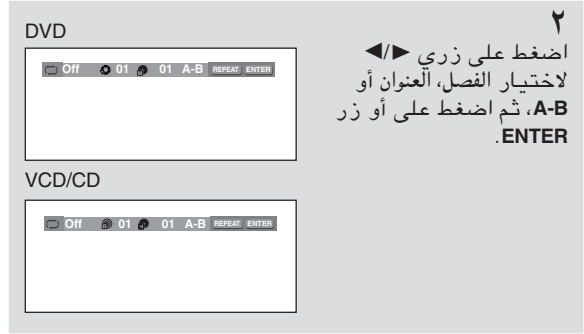 ٢
اضغط على زري ◄/►
لاختيار الفصل، العنوان أو
A-B، ثم اضغط على أو زر
ENTER.
DVD
Off 01 01 A-B REPEAT ENTER
VCD/CD
Off 01 01 A-B REPEAT ENTER